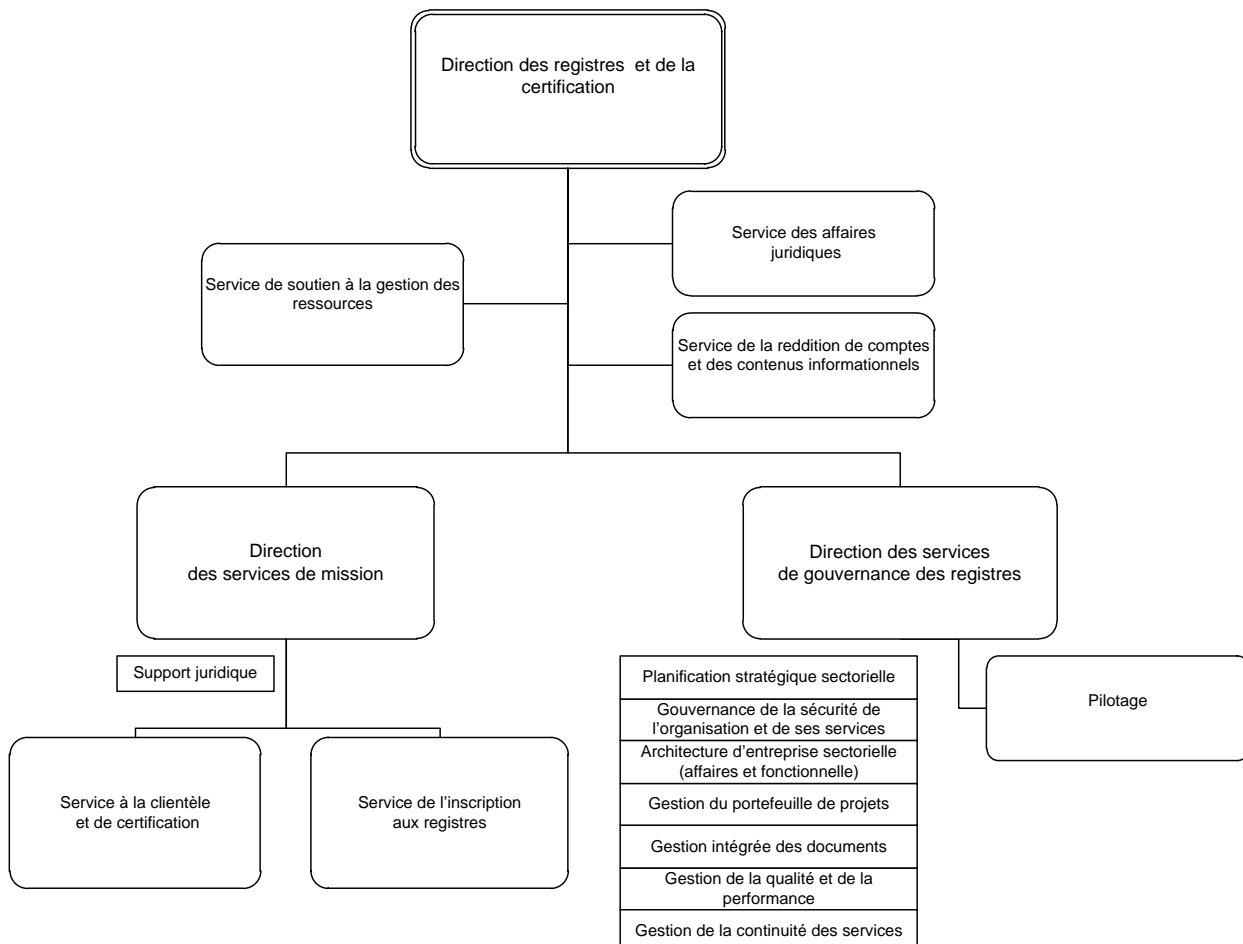 Direction des registres et de la
certification
Service des affaires
juridiques
Service de soutien à la gestion des
ressources
Service de la reddition de comptes
et des contenus informationnels
Direction
des services de mission
Direction des services
de gouvernance des registres
Support juridique
Service à la clientèle
et de certification
Service de l'inscription
aux registres
Planification stratégique sectorielle
Gouvernance de la sécurité de
l'organisation et de ses services
Architecture d'entreprise sectorielle
(affaires et fonctionnelle)
Gestion du portefeuille de projets
Gestion intégrée des documents
Gestion de la qualité et de la
performance
Gestion de la continuité des services
Pilotage